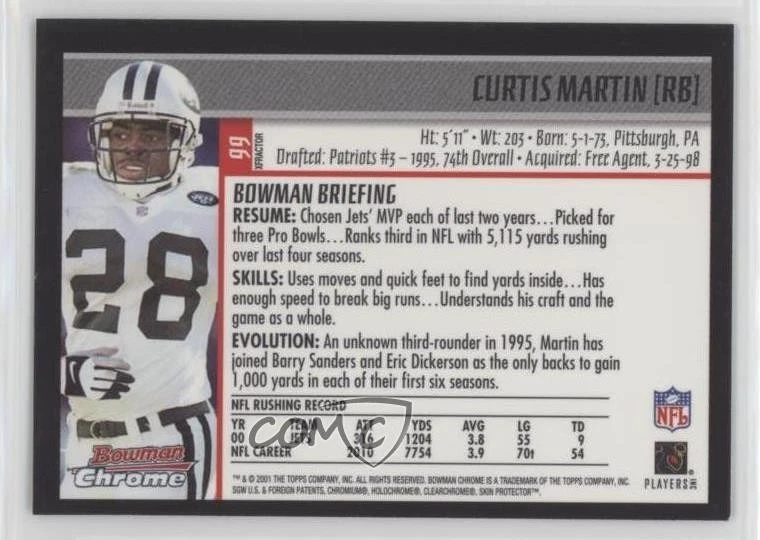 CURTIS MARTIN [RB]
99
XFRACTOR
Ht: 5'11" • Wt: 203 • Born: 5-1-73, Pittsburgh, PA
Drafted: Patriots #3 – 1995, 74th Overall • Acquired: Free Agent, 3-25-98
BOWMAN BRIEFING
RESUME: Chosen Jets' MVP each of last two years...Picked for
three Pro Bowls...Ranks third in NFL with 5,115 yards rushing
over last four seasons.
SKILLS: Uses moves and quick feet to find yards inside...Has
enough speed to break big runs...Understands his craft and the
game as a whole.
EVOLUTION: An unknown third-rounder in 1995, Martin has
joined Barry Sanders and Eric Dickerson as the only backs to gain
1,000 yards in each of their first six seasons.
NFL RUSHING RECORD
YR TEAM ATT YDS AVG LG TD
00 JETS 316 1204 3.8 55 9
NFL CAREER 2010 7754 3.9 70t 54
™ & © 2001 THE TOPPS COMPANY, INC. ALL RIGHTS RESERVED. BOWMAN CHROME IS A TRADEMARK OF THE TOPPS COMPANY, INC.
SGW U.S. & FOREIGN PATENTS, CHROMIUM®, HOLOCHROME®, CLEARCHROME®, SKIN PROTECTOR™.
Riddell
JETS
28
Bowman
Chrome
NFL
PLAYERS INC
COMC